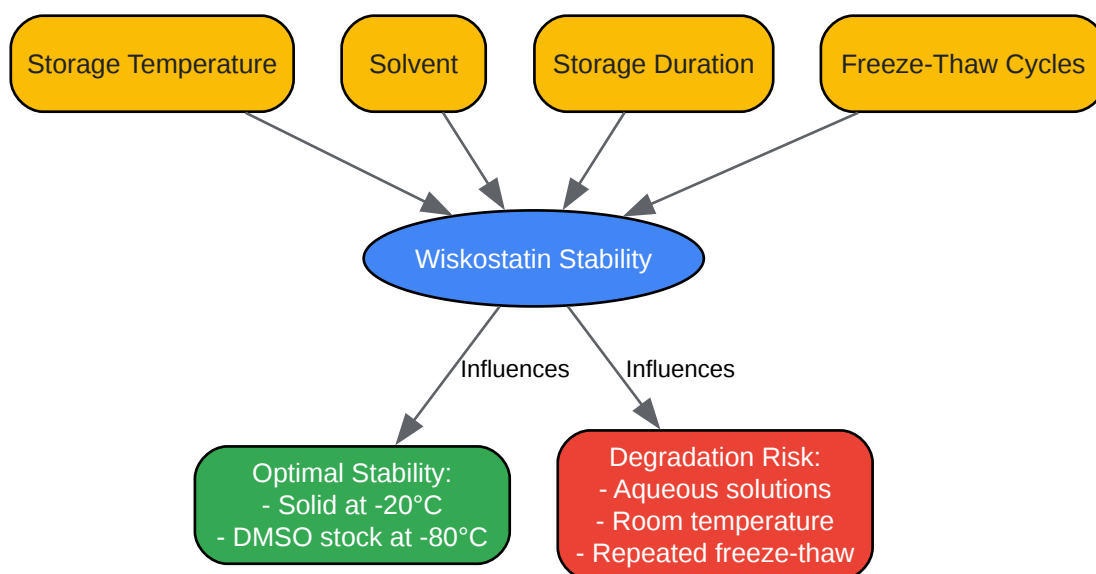 Storage Temperature
Solvent
Storage Duration
Freeze-Thaw Cycles
Wiskostatin Stability
Influences
Influences
Optimal Stability:
- Solid at -20°C
- DMSO stock at -80°C
Degradation Risk:
- Aqueous solutions
- Room temperature
- Repeated freeze-thaw